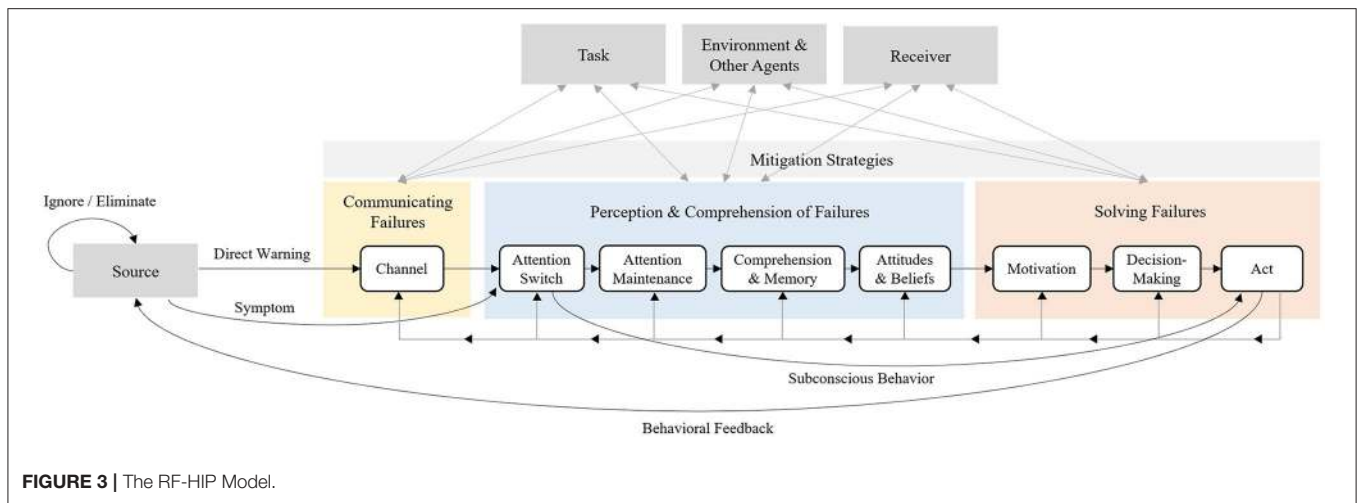 Task
Environment &
Other Agents
Receiver
Mitigation Strategies
Communicating
Failures
Perception & Comprehension of Failures
Solving Failures
Ignore / Eliminate
Source
Direct Warning
Channel
Attention
Switch
Attention
Maintenance
Comprehension
& Memory
Attitudes
& Beliefs
Motivation
Decision-
Making
Act
Symptom
Subconscious Behavior
Behavioral Feedback
FIGURE 3 | The RF-HIP Model.